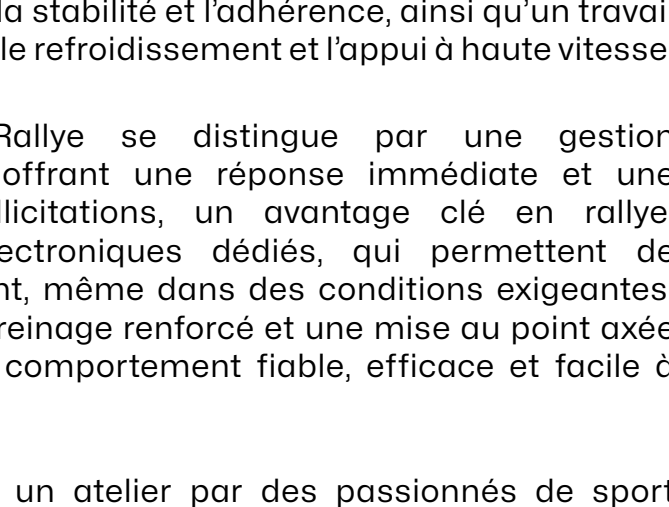 la stabilité et l'adhérence, ainsi qu'un travai
le refroidissement et l'appui à haute vitesse
Rallye se distingue par une gestion
offrant une réponse immédiate et une
llicitations, un avantage clé en rallye
ectroniques dédiés, qui permettent de
nt, même dans des conditions exigeantes
reinage renforcé et une mise au point axée
comportement fiable, efficace et facile à
un atelier par des passionnés de sport